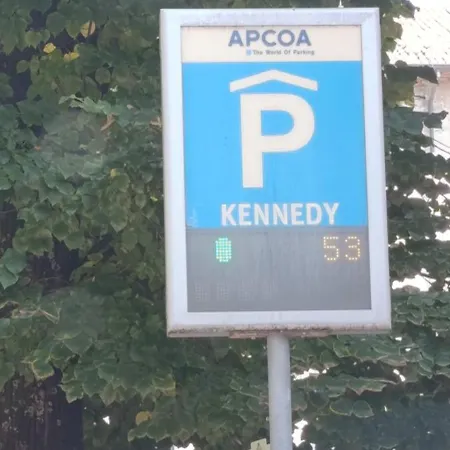 APCOA
The World Of Parking
P
KENNEDY
53